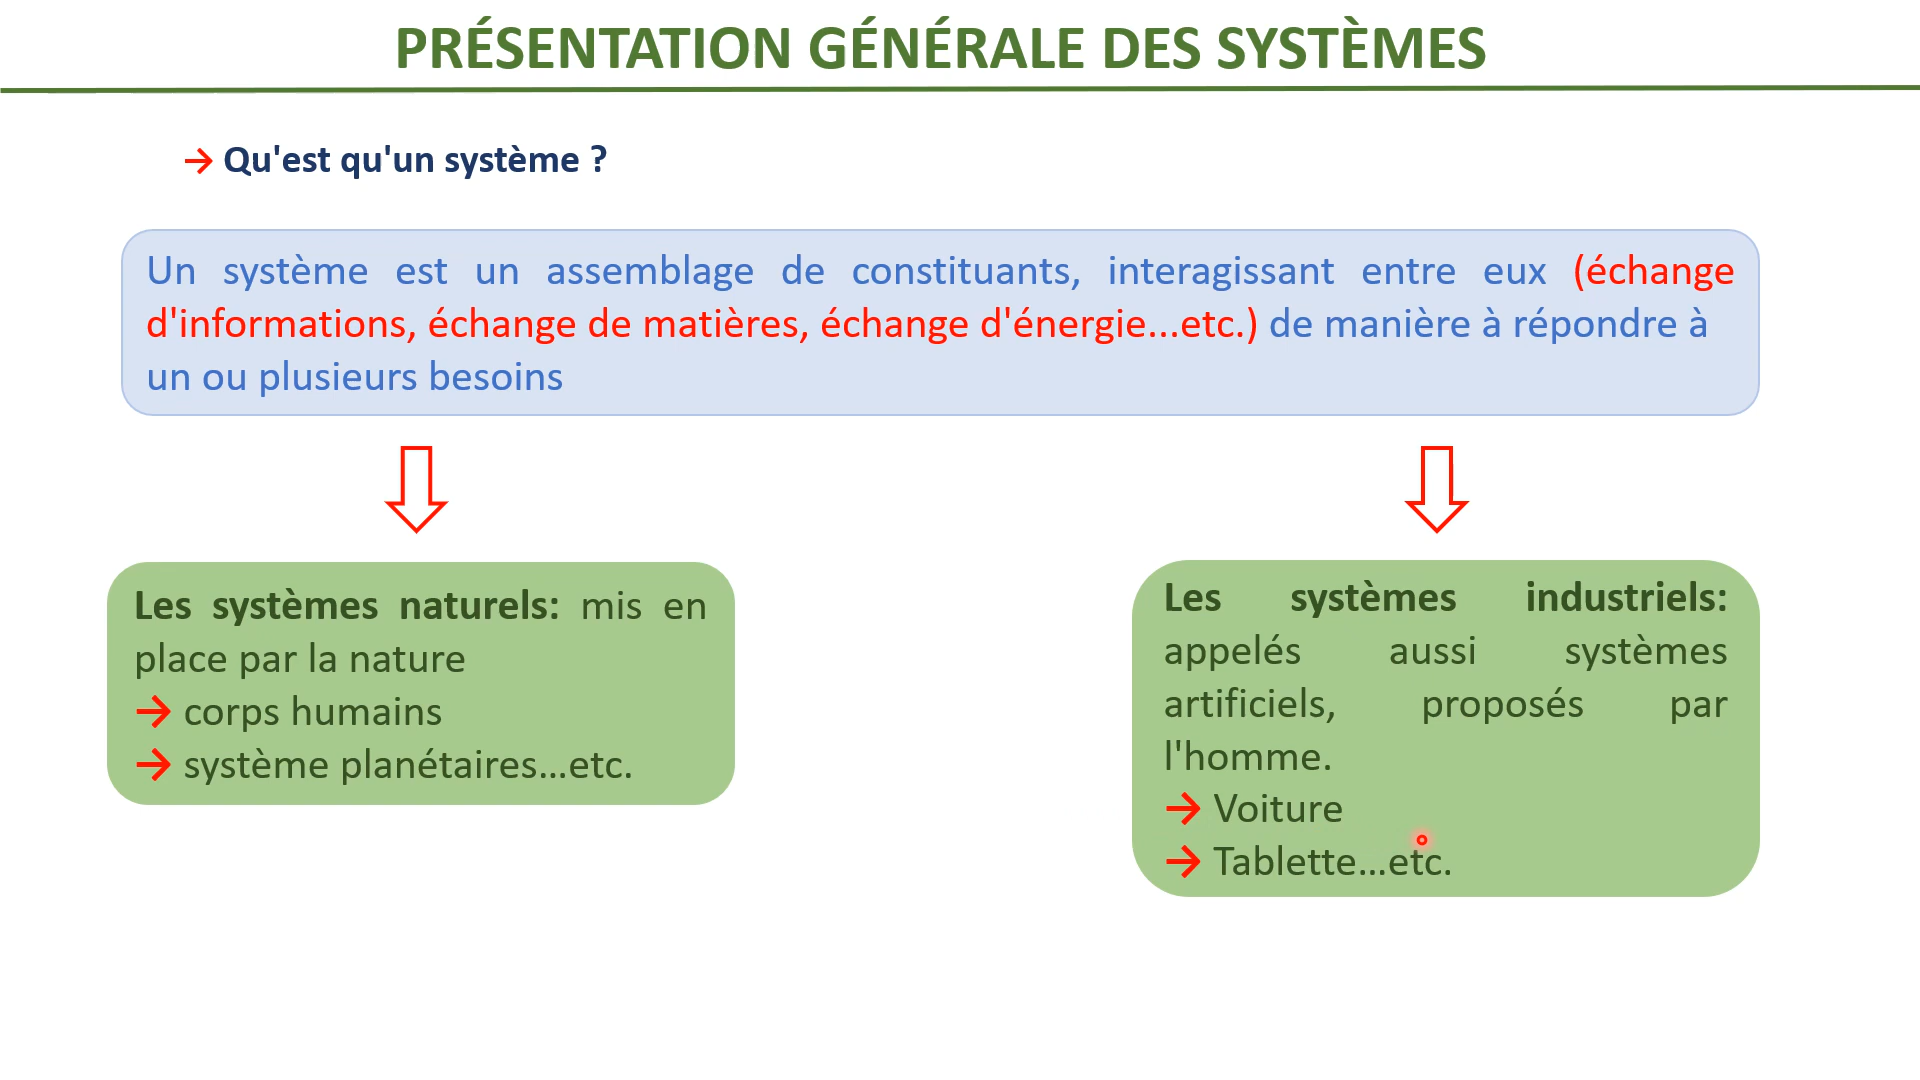 PRÉSENTATION GÉNÉRALE DES SYSTÈMES
→ Qu'est qu'un système ?
Un système est un assemblage de constituants, interagissant entre eux (échange
d'informations, échange de matières, échange d'énergie...etc.) de manière à répondre à
un ou plusieurs besoins
Les systèmes naturels: mis en
place par la nature
→ corps humains
→ système planétaires...etc.
Les systèmes industriels:
appelés aussi systèmes
artificiels, proposés par
l'homme.
→ Voiture
→ Tablette...etc.